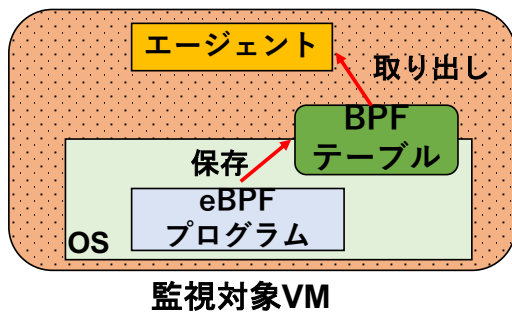 エージェント
取り出し
BPF
テーブル
保存
eBPF
プログラム
OS
監視対象VM